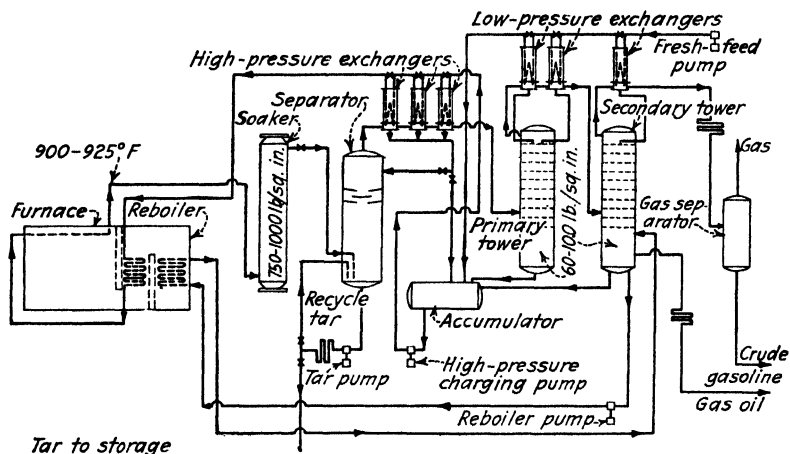 Low-pressure exchangers
High-pressure exchangers
Fresh-feed
pump
Separator
Soaker
Secondary tower
900-925°F
Gas
Furnace
Reboiler
750-1000 lb/sq. in.
Primary
tower
60-100 lb./sq. in.
Gas sep-
arator
Recycle
tar
Accumulator
Tar pump
High-pressure
charging pump
Crude
gasoline
Gas oil
Reboiler pump
Tar to storage